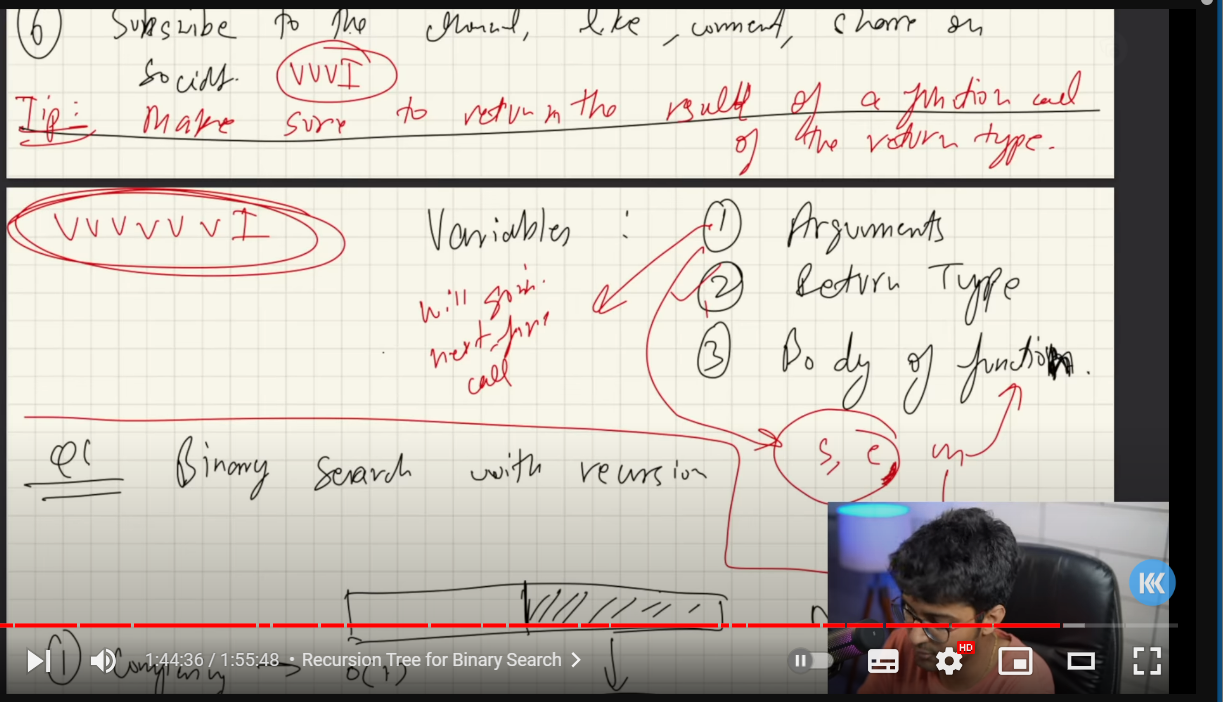 ⑥ Subscribe to the channel, like, comment, share on
socials. VVVI
Tip: Make sure to return the result of a function call
of the return type.
VVVVVVI Variables : ① Arguments
② Return Type
③ Body of function.
will go in
next func
call
s, e m
Q( Binary Search with recursion
① Comparing → O(1)
1:44:36 / 1:55:48 • Recursion Tree for Binary Search
HD